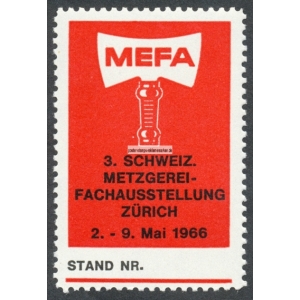 MEFA
3. SCHWEIZ.
METZGEREI-
FACHAUSSTELLUNG
ZÜRICH
2. - 9. Mai 1966
STAND NR.